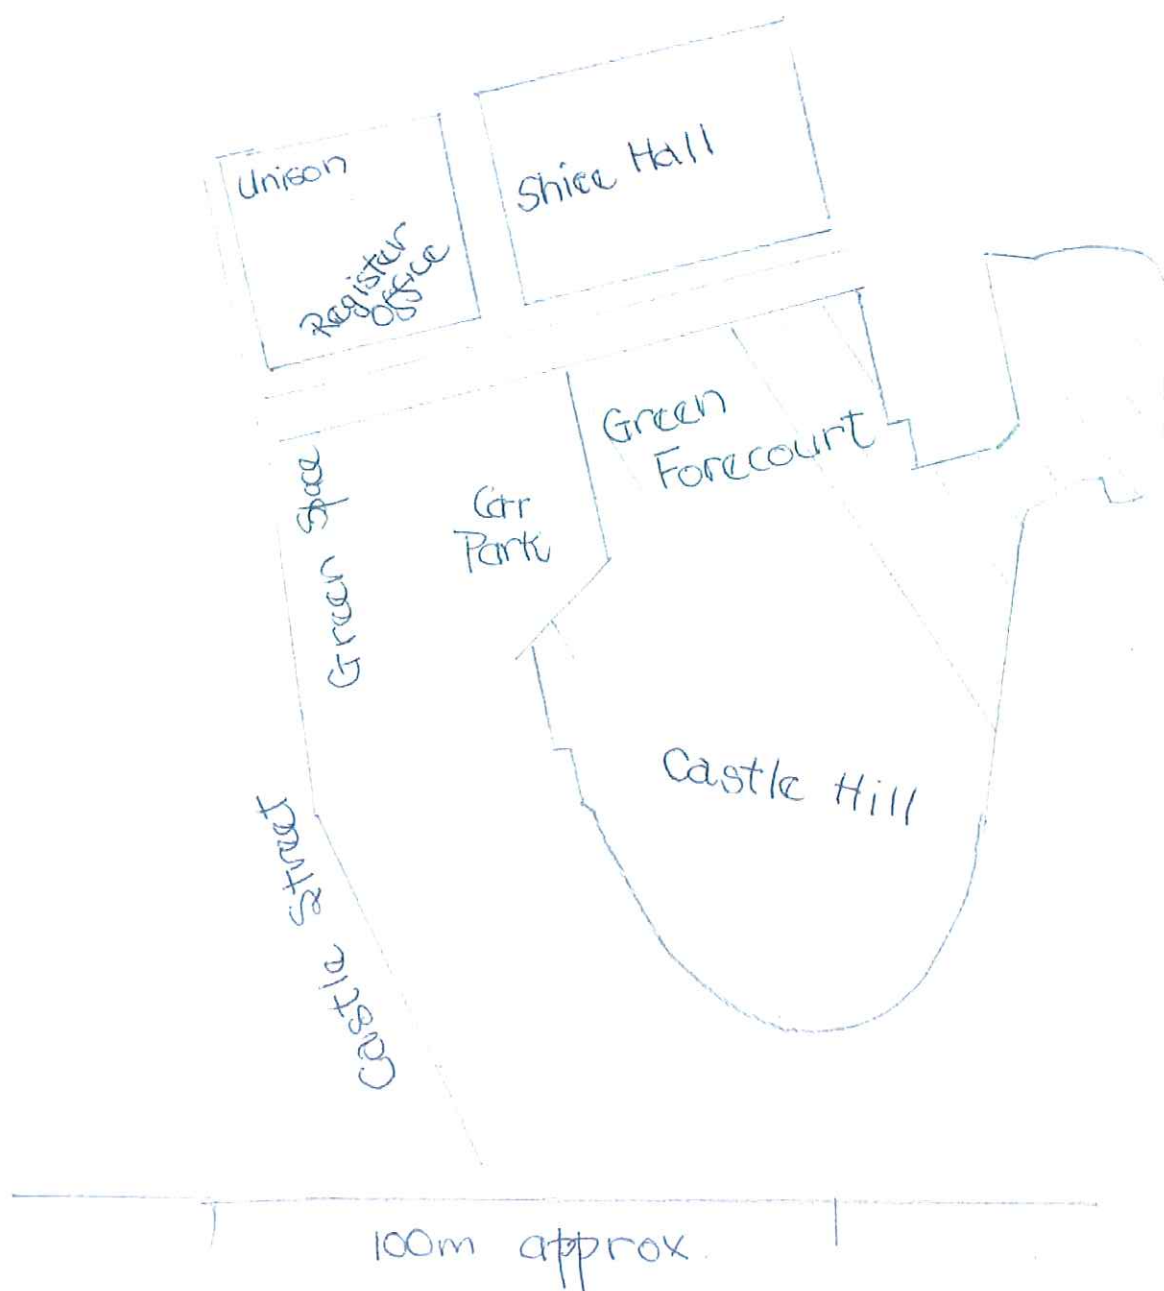 Unison
Shire Hall
Register
Office
Green
Forecourt
Green Space
Car
Park
Castle Hill
Castle Street
100m approx.